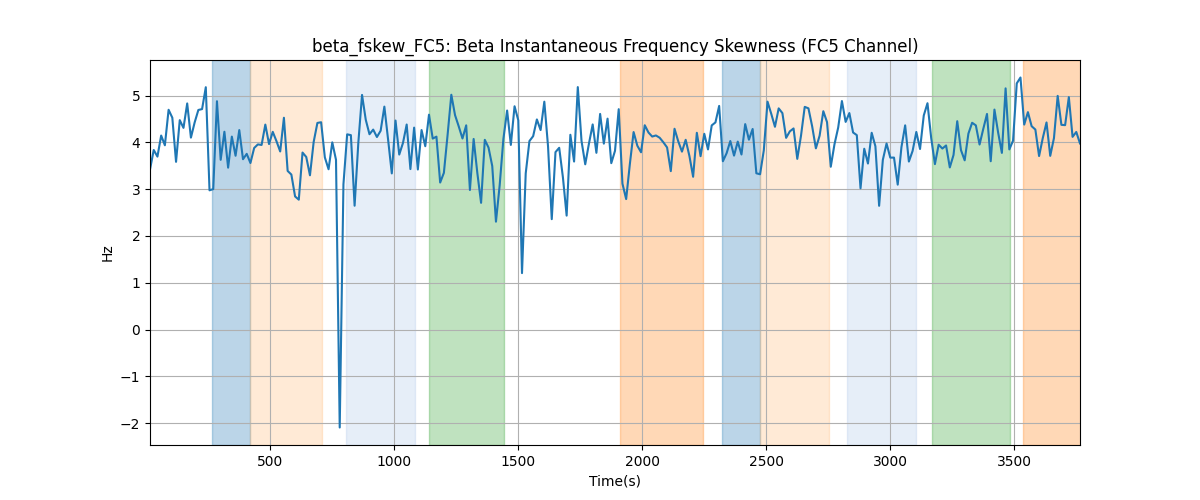 beta_fskew_FC5: Beta Instantaneous Frequency Skewness (FC5 Channel)
Hz
5
4
3
2
1
0
−1
−2
500 1000 1500 2000 2500 3000 3500
Time(s)